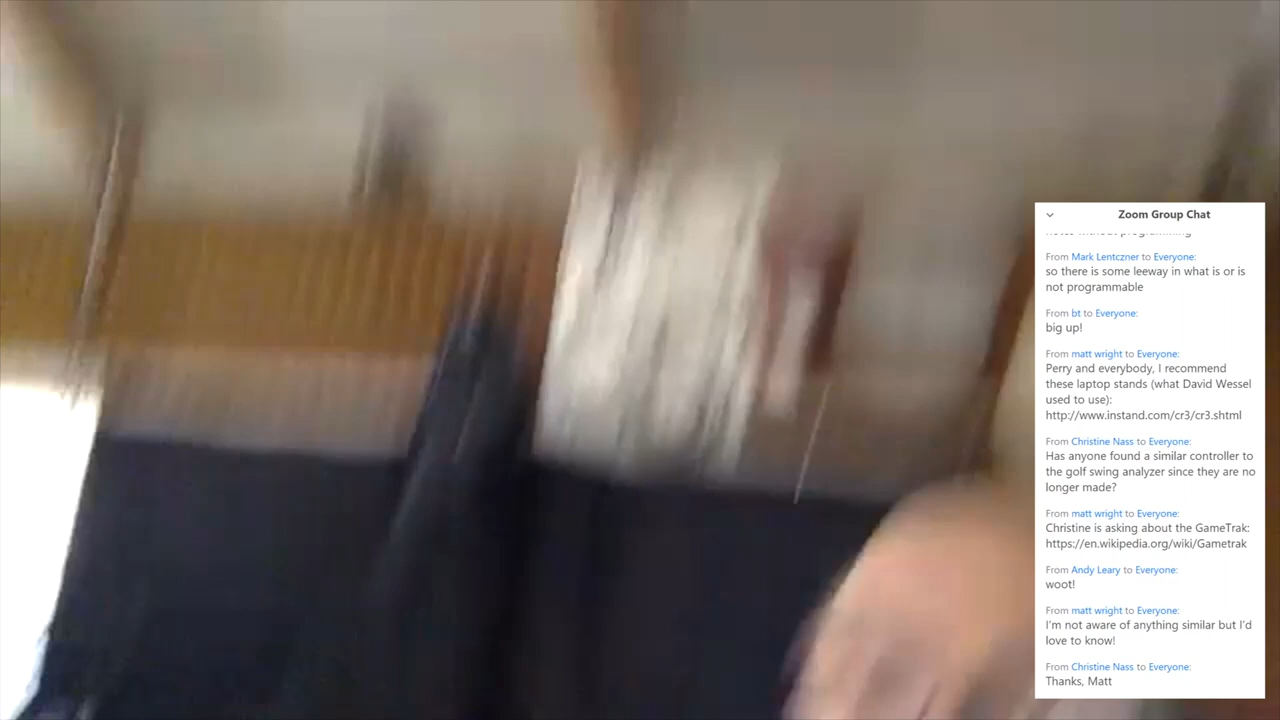 Zoom Group Chat
notes without programming
From Mark Lentczner to Everyone:
so there is some leeway in what is or is
not programmable
From bt to Everyone:
big up!
From matt wright to Everyone:
Perry and everybody, I recommend
these laptop stands (what David Wessel
used to use):
http://www.instand.com/cr3/cr3.shtml
From Christine Nass to Everyone:
Has anyone found a similar controller to
the golf swing analyzer since they are no
longer made?
From matt wright to Everyone:
Christine is asking about the GameTrak:
https://en.wikipedia.org/wiki/Gametrak
From Andy Leary to Everyone:
woot!
From matt wright to Everyone:
I'm not aware of anything similar but I'd
love to know!
From Christine Nass to Everyone:
Thanks, Matt